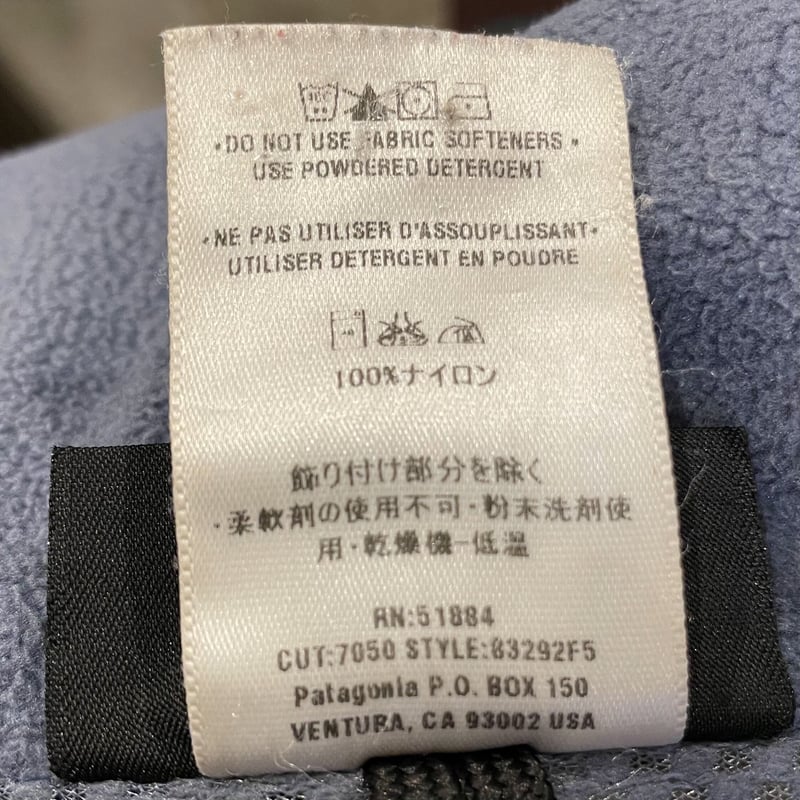 •DO NOT USE FABRIC SOFTENERS •
USE POWDERED DETERGENT
•NE PAS UTILISER D'ASSOUPLISSANT•
UTILISER DETERGENT EN POUDRE
100%ナイロン
飾り付け部分を除く
・柔軟剤の使用不可・粉末洗剤使
用・乾燥機-低温
RN:51884
CUT:7050 STYLE:83292F5
Patagonia P.O. BOX 150
VENTURA, CA 93002 USA